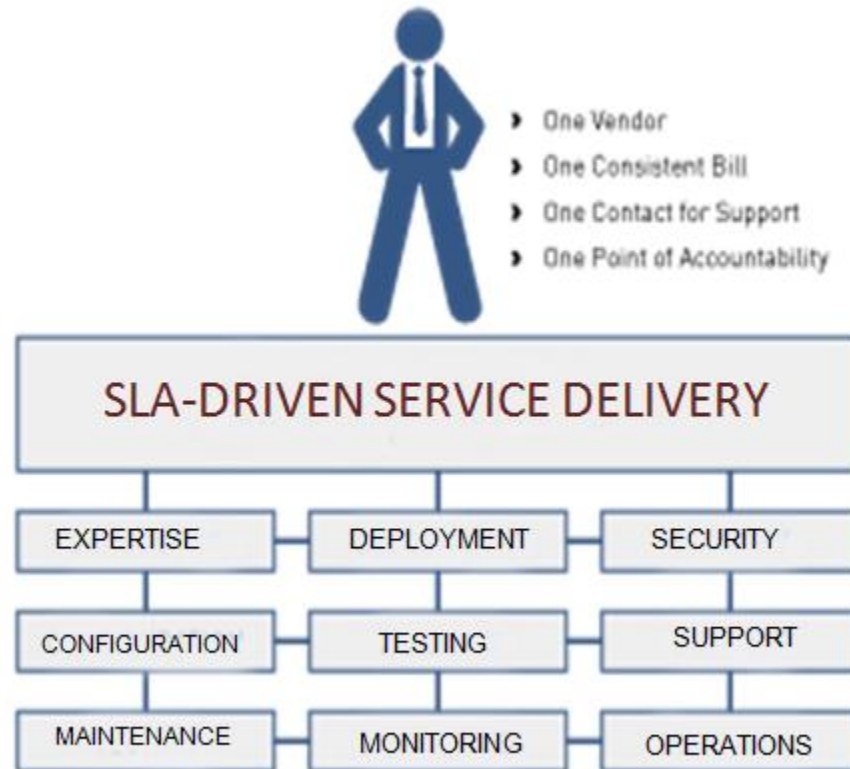 One Vendor
One Consistent Bill
One Contact for Support
One Point of Accountability
SLA-DRIVEN SERVICE DELIVERY
EXPERTISE
DEPLOYMENT
SECURITY
CONFIGURATION
TESTING
SUPPORT
MAINTENANCE
MONITORING
OPERATIONS